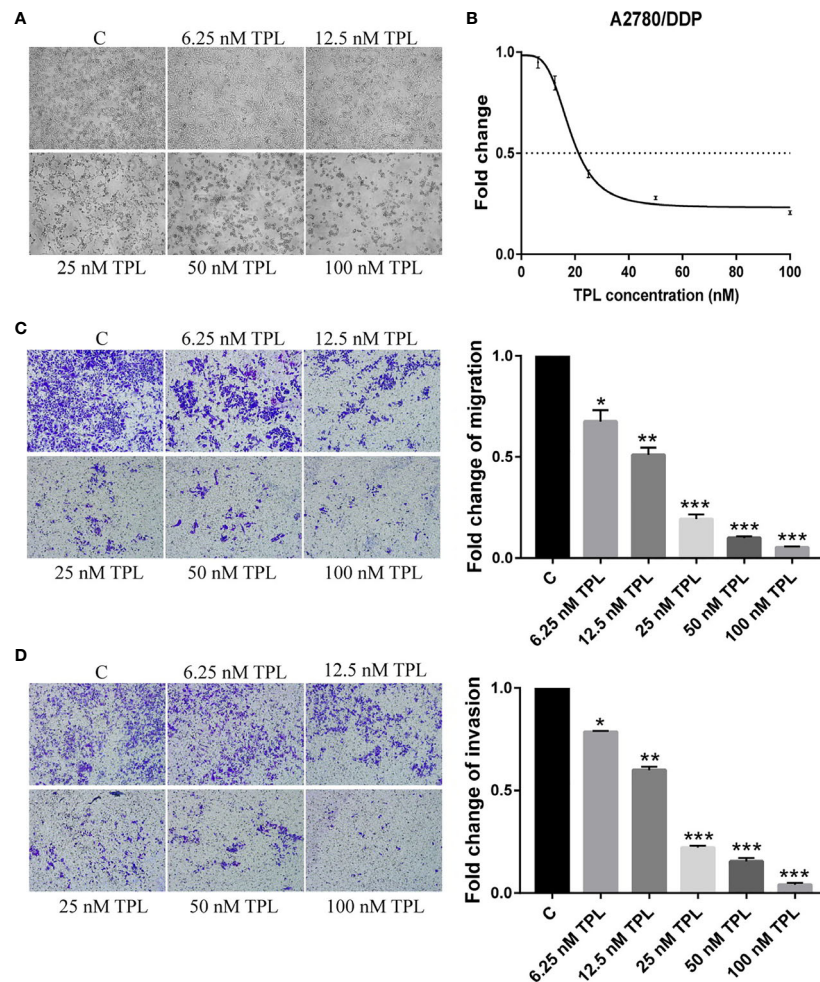 A
C 6.25 nM TPL 12.5 nM TPL
25 nM TPL 50 nM TPL 100 nM TPL
B
A2780/DDP
Fold change
1.0
0.5
0.0
0 20 40 60 80 100
TPL concentration (nM)
C
C 6.25 nM TPL 12.5 nM TPL
25 nM TPL 50 nM TPL 100 nM TPL
Fold change of migration
1.0
0.5
0.0
* ** *** *** ***
C 6.25 nM TPL 12.5 nM TPL 25 nM TPL 50 nM TPL 100 nM TPL
D
C 6.25 nM TPL 12.5 nM TPL
25 nM TPL 50 nM TPL 100 nM TPL
Fold change of invasion
1.0
0.5
0.0
* ** *** *** ***
C 6.25 nM TPL 12.5 nM TPL 25 nM TPL 50 nM TPL 100 nM TPL